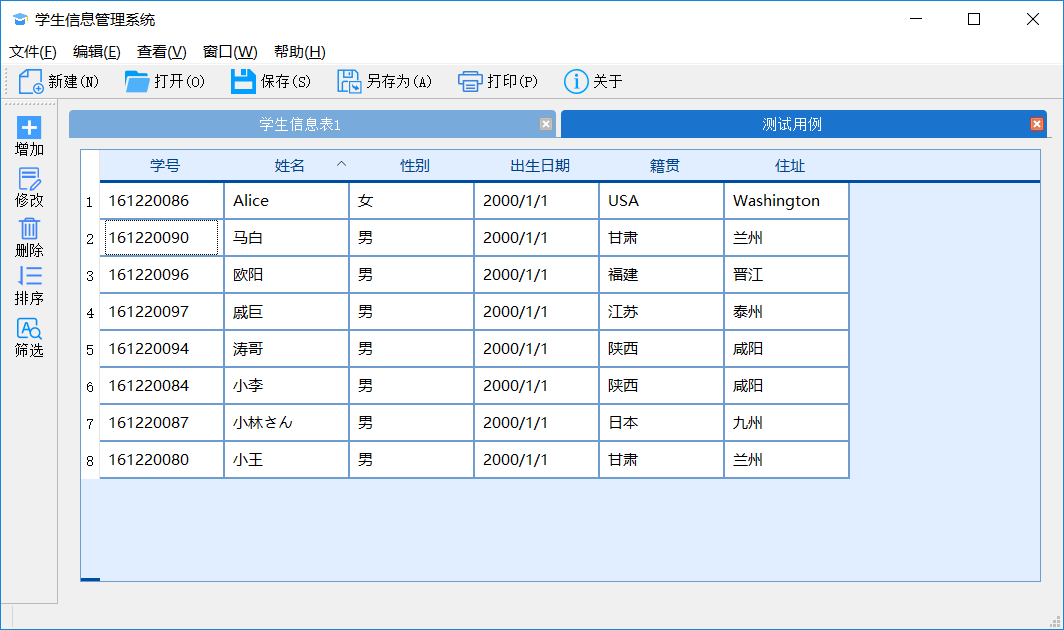 学生信息管理系统
文件(F) 编辑(E) 查看(V) 窗口(W) 帮助(H)
新建(N) 打开(O) 保存(S) 另存为(A) 打印(P) 关于
学生信息表1 测试用例
增加
修改
删除
排序
筛选
学号 姓名 性别 出生日期 籍贯 住址
1 161220086 Alice 女 2000/1/1 USA Washington
2 161220090 马白 男 2000/1/1 甘肃 兰州
3 161220096 欧阳 男 2000/1/1 福建 晋江
4 161220097 戚巨 男 2000/1/1 江苏 泰州
5 161220094 涛哥 男 2000/1/1 陕西 咸阳
6 161220084 小李 男 2000/1/1 陕西 咸阳
7 161220087 小林さん 男 2000/1/1 日本 九州
8 161220080 小王 男 2000/1/1 甘肃 兰州